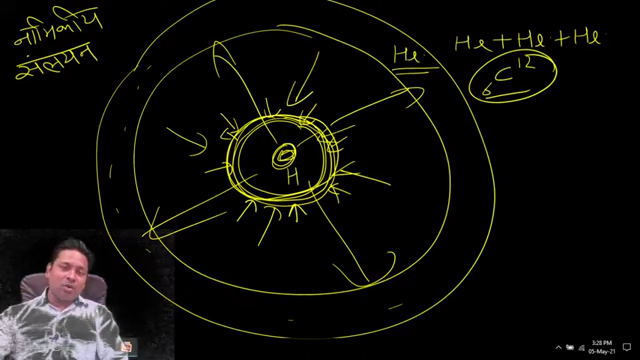 नाभिकीय
संलयन
He
He + He + He
₆C¹²
H
3:28 PM
05-May-21